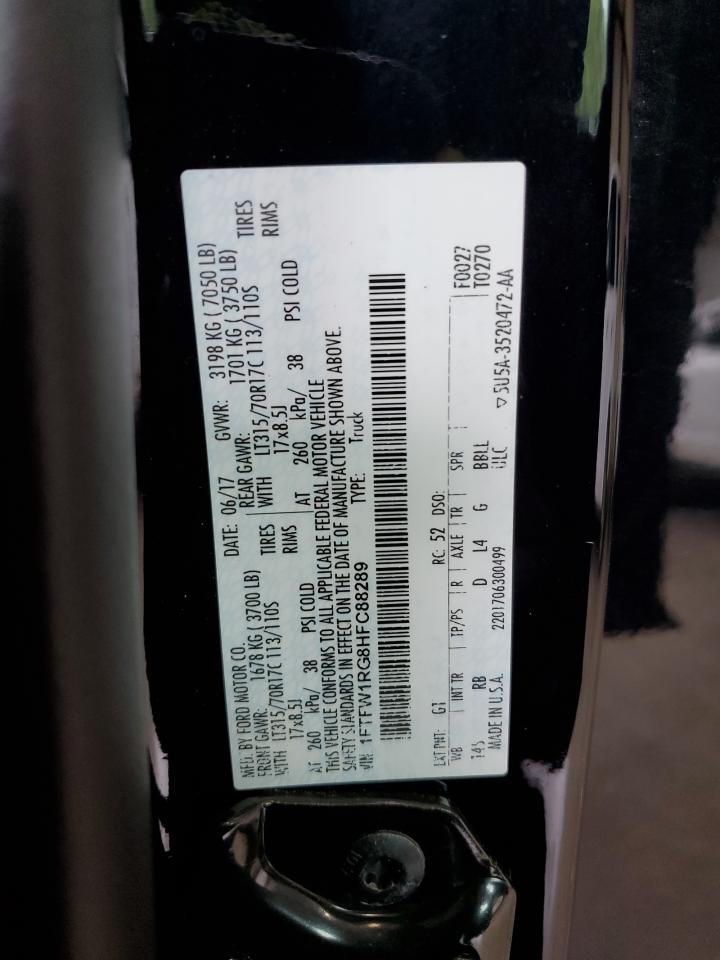 MFD. BY FORD MOTOR CO.
DATE: 06/17 GVWR: 3198 KG ( 7050 LB)
FRONT GAWR: 1678 KG ( 3700 LB) REAR GAWR: 1701 KG ( 3750 LB)
WITH LT315/70R17C 113/110S TIRES WITH LT315/70R17C 113/110S TIRES
17x8.5J RIMS 17x8.5J RIMS
AT 260 kPa/ 38 PSI COLD AT 260 kPa/ 38 PSI COLD
THIS VEHICLE CONFORMS TO ALL APPLICABLE FEDERAL MOTOR VEHICLE
SAFETY STANDARDS IN EFFECT ON THE DATE OF MANUFACTURE SHOWN ABOVE.
VIN: 1FTFW1RG8HFC88289 TYPE: Truck
EXT PNT: G1 RC: 52 DSO: F0027
WB INT TR TP/PS R AXLE TR SPR T0270
145 RB D L4 G BBLL
MADE IN U.S.A. 2201706300499 ULC ▽ 5U5A-3520472-AA